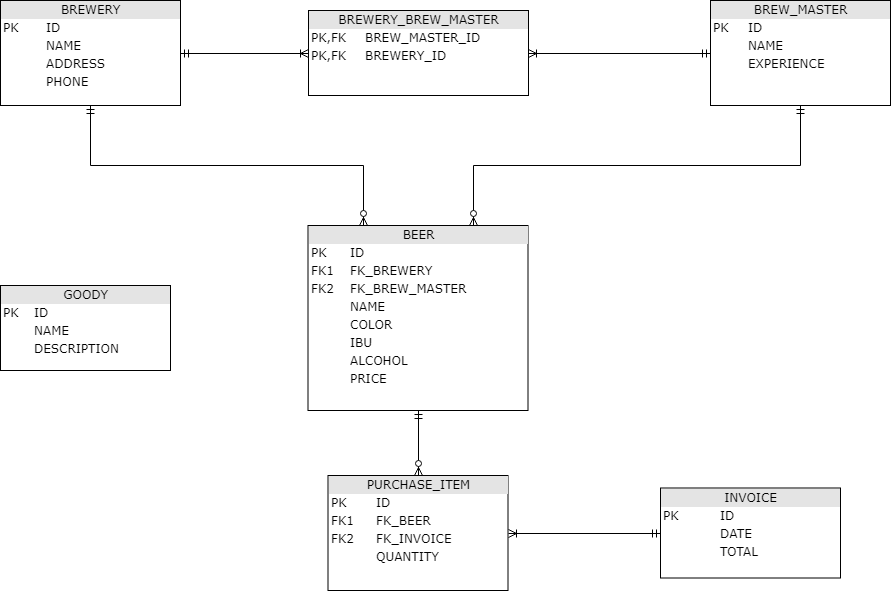 BREWERY
PK ID
NAME
ADDRESS
PHONE
BREWERY_BREW_MASTER
PK,FK BREW_MASTER_ID
PK,FK BREWERY_ID
BREW_MASTER
PK ID
NAME
EXPERIENCE
BEER
PK ID
FK1 FK_BREWERY
FK2 FK_BREW_MASTER
NAME
COLOR
IBU
ALCOHOL
PRICE
GOODY
PK ID
NAME
DESCRIPTION
PURCHASE_ITEM
PK ID
FK1 FK_BEER
FK2 FK_INVOICE
QUANTITY
INVOICE
PK ID
DATE
TOTAL